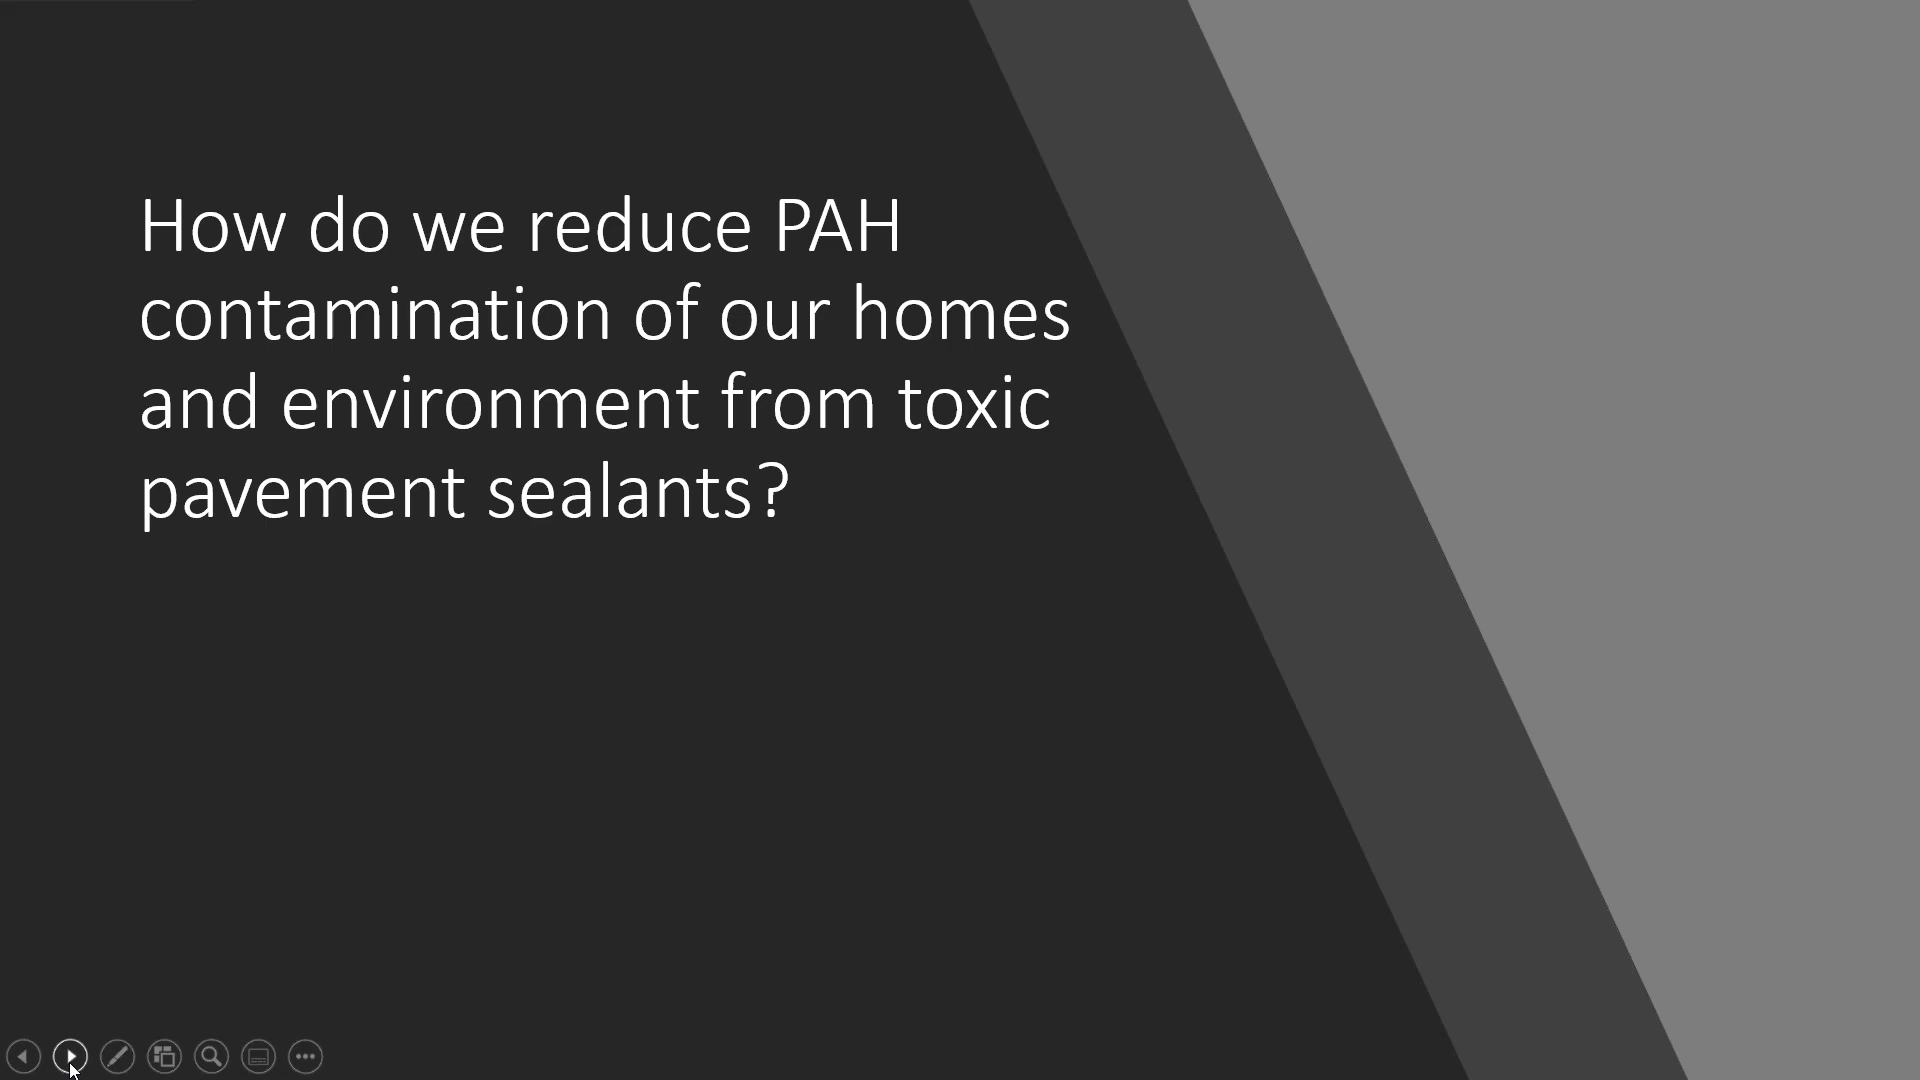 How do we reduce PAH
contamination of our homes
and environment from toxic
pavement sealants?